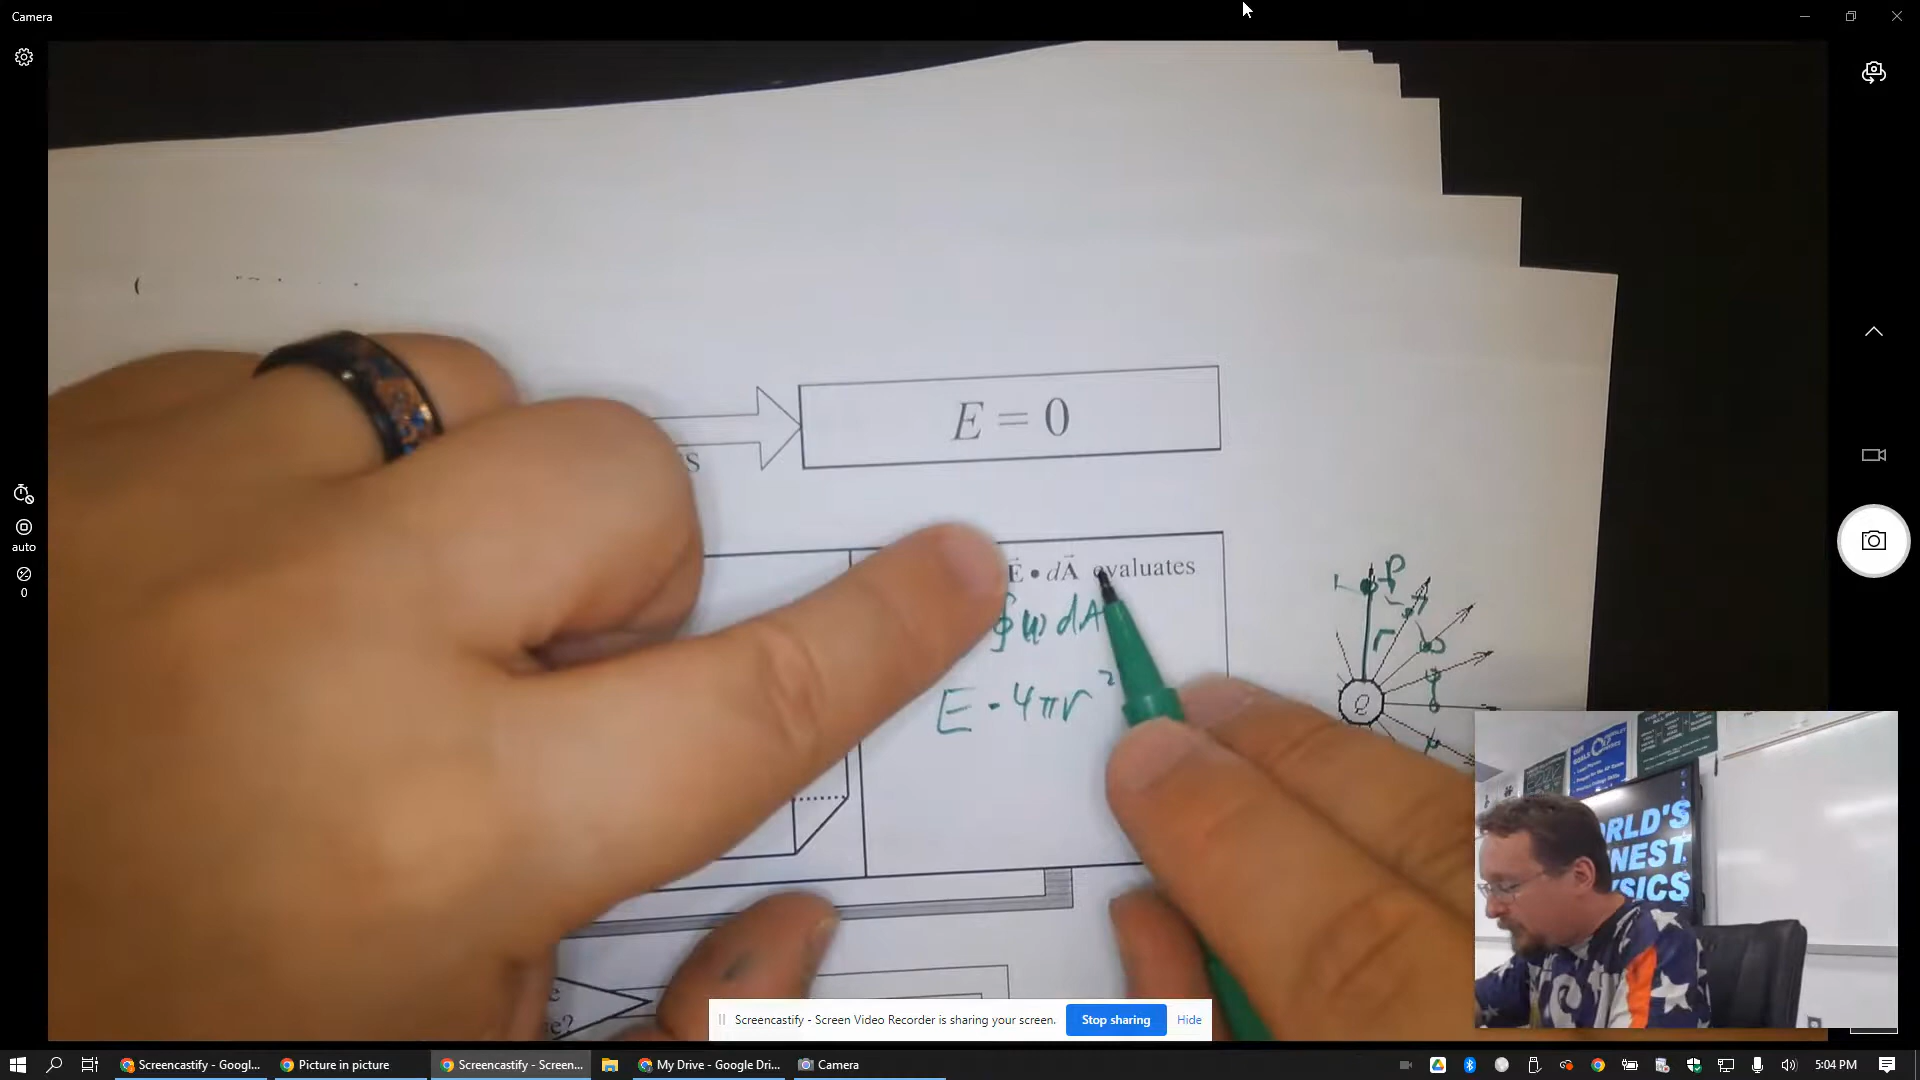 Camera
E = 0
S
E • dA evaluates
∮ dA
E · 4πr²
P
r
Q
auto
0
WORLD'S
NEST
SICS
Screencastify - Screen Video Recorder is sharing your screen.
Stop sharing
Hide
Screencastify - Googl...
Picture in picture
Screencastify - Screen...
My Drive - Google Dri...
Camera
5:04 PM